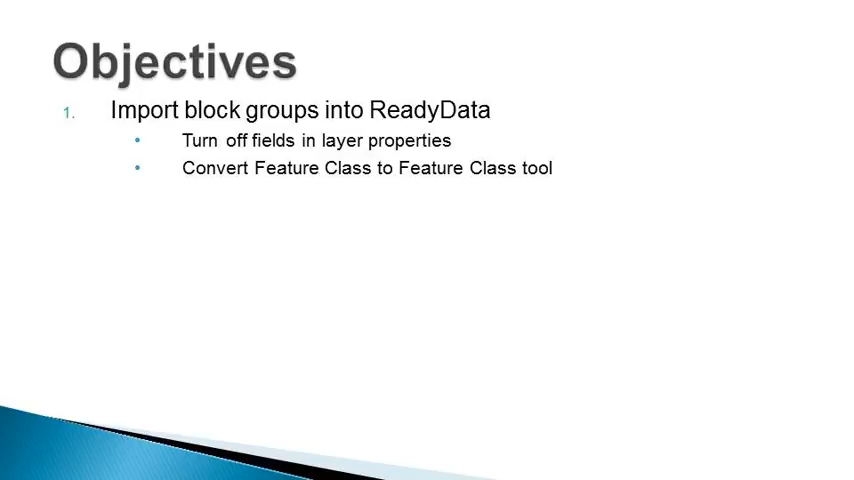 Objectives
1. Import block groups into ReadyData
• Turn off fields in layer properties
• Convert Feature Class to Feature Class tool